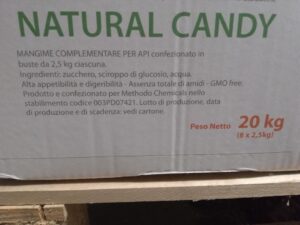 NATURAL CANDY
MANGIME COMPLEMENTARE PER API confezionato in
buste da 2,5 kg ciascuna.
Ingredienti: zucchero, sciroppo di glucosio, acqua.
Alta appetibilità e digeribilità - Assenza totale di amidi - GMO free.
Prodotto e confezionato per Methodo Chemicals nello
stabilimento codice 003PD07421. Lotto di produzione, data
di produzione e di scadenza: vedi cartone.
Peso Netto 20 kg
(8 x 2,5kg)